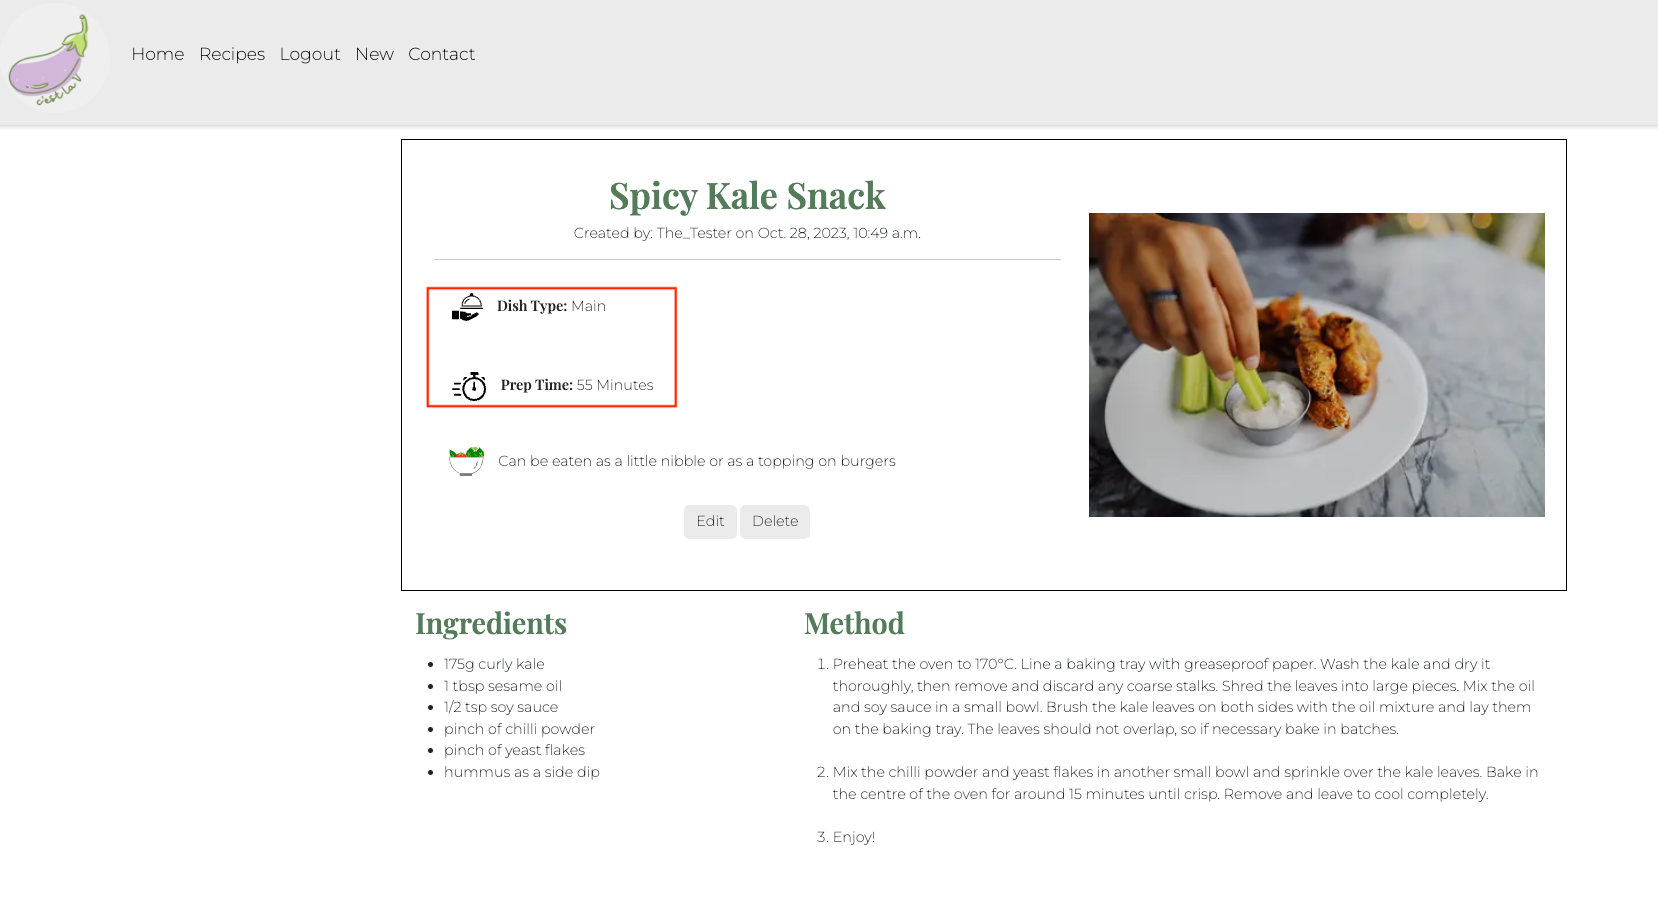 c'est la V
Home Recipes Logout New Contact
Spicy Kale Snack
Created by: The_Tester on Oct. 28, 2023, 10:49 a.m.
Dish Type: Main
Prep Time: 55 Minutes
Can be eaten as a little nibble or as a topping on burgers
Edit Delete
Ingredients
• 175g curly kale
• 1 tbsp sesame oil
• 1/2 tsp soy sauce
• pinch of chilli powder
• pinch of yeast flakes
• hummus as a side dip
Method
1. Preheat the oven to 170°C. Line a baking tray with greaseproof paper. Wash the kale and dry it
thoroughly, then remove and discard any coarse stalks. Shred the leaves into large pieces. Mix the oil
and soy sauce in a small bowl. Brush the kale leaves on both sides with the oil mixture and lay them
on the baking tray. The leaves should not overlap, so if necessary bake in batches.
2. Mix the chilli powder and yeast flakes in another small bowl and sprinkle over the kale leaves. Bake in
the centre of the oven for around 15 minutes until crisp. Remove and leave to cool completely.
3. Enjoy!